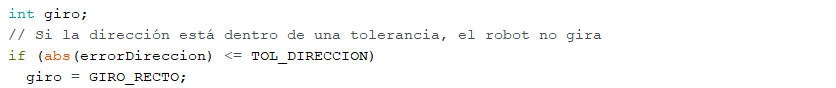 int giro;
// Si la dirección está dentro de una tolerancia, el robot no gira
if (abs(errorDireccion) <= TOL_DIRECCION)
  giro = GIRO_RECTO;